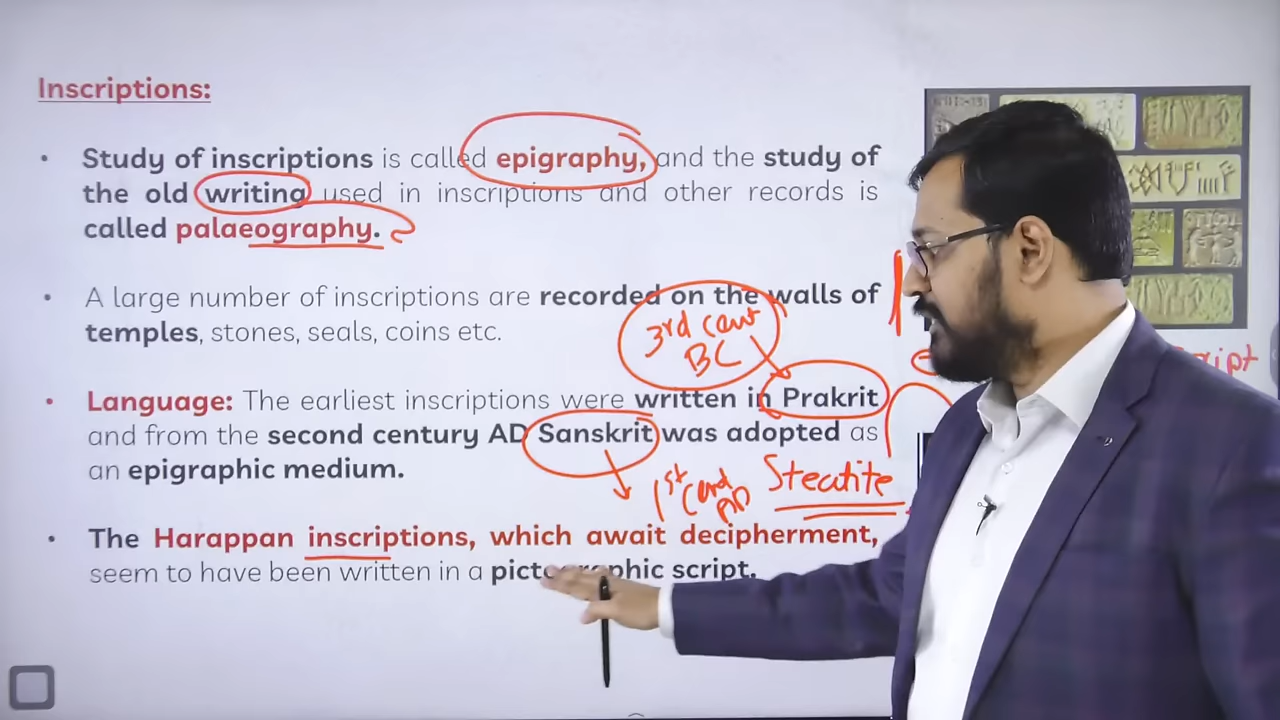 Inscriptions:
• Study of inscriptions is called epigraphy, and the study of
the old writing used in inscriptions and other records is
called palaeography.
• A large number of inscriptions are recorded on the walls of
temples, stones, seals, coins etc.
3rd cent
BC
• Language: The earliest inscriptions were written in Prakrit
and from the second century AD Sanskrit was adopted as
an epigraphic medium.
1st cent
AD
Steatite
• The Harappan inscriptions, which await decipherment,
seem to have been written in a pictographic script.